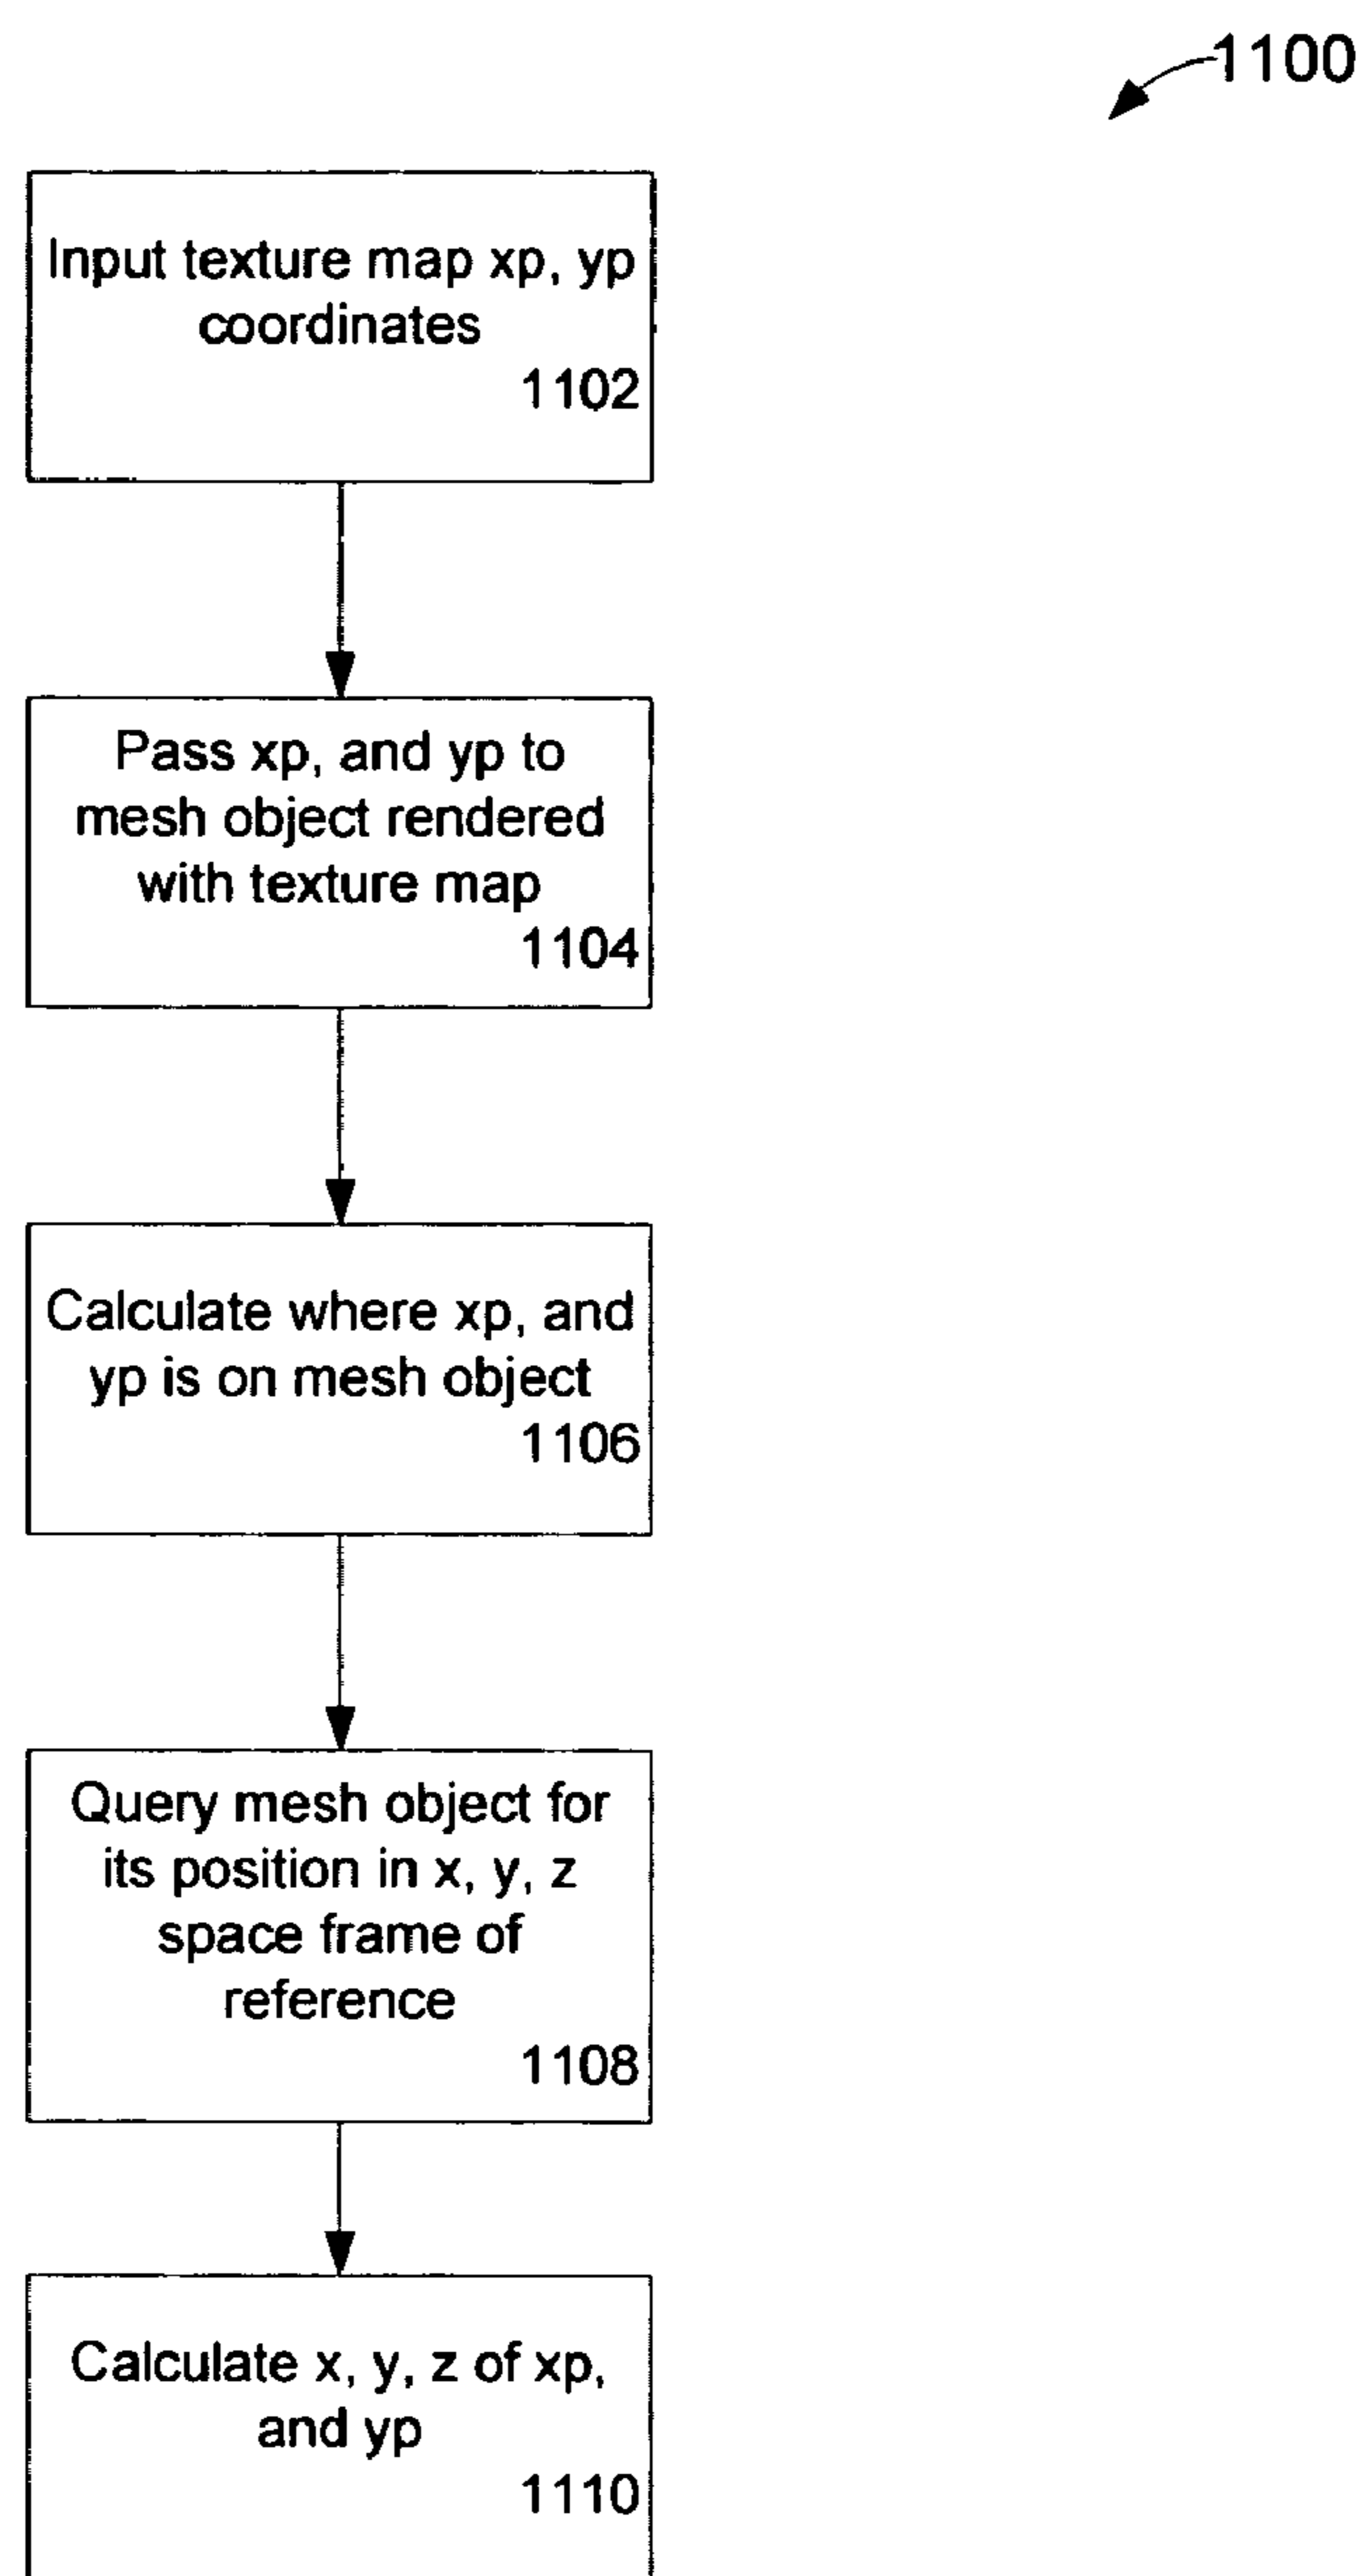 1100
Input texture map xp, yp
coordinates
1102
Pass xp, and yp to
mesh object rendered
with texture map
1104
Calculate where xp, and
yp is on mesh object
1106
Query mesh object for
its position in x, y, z
space frame of
reference
1108
Calculate x, y, z of xp,
and yp
1110